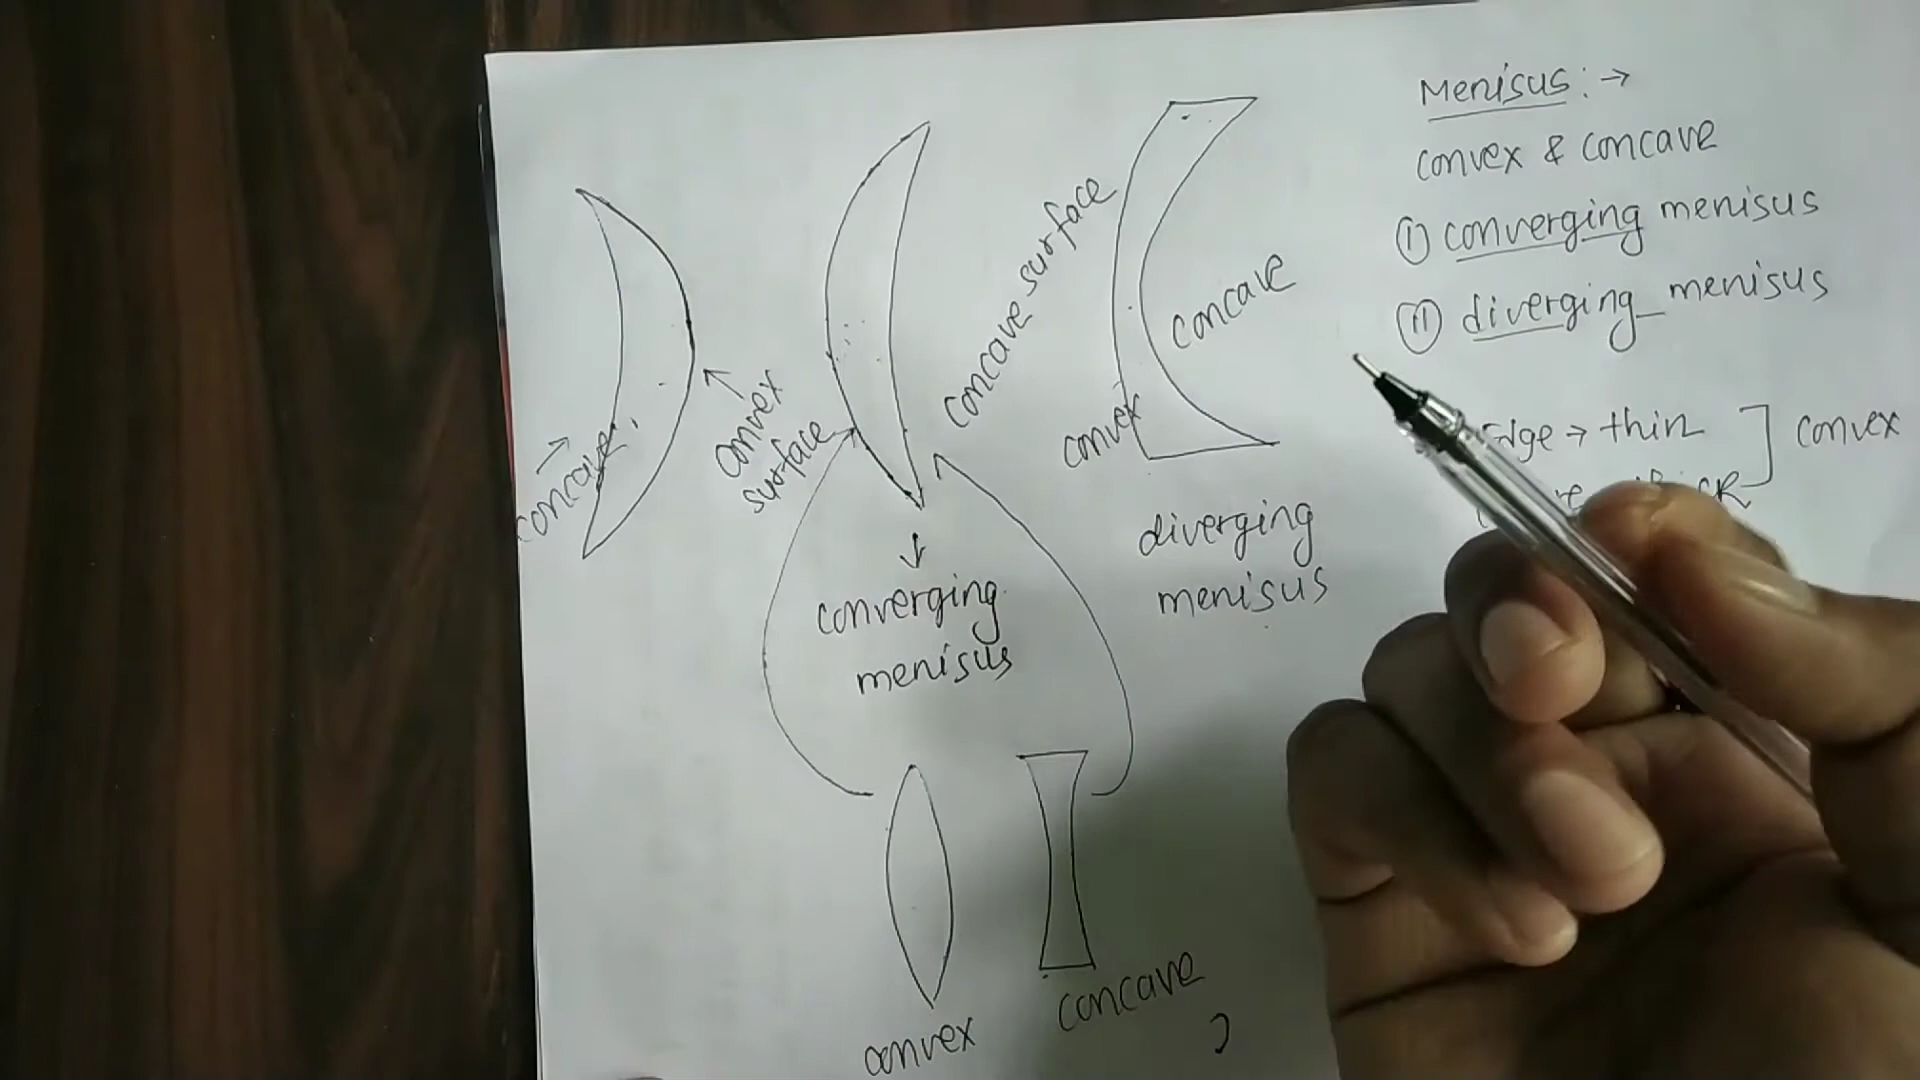 Menisus : →
convex & concave
(I) converging menisus
(II) diverging menisus
Edge → thin
convex
concave
convex
surface
concave surface
concave
convex
diverging
menisus
converging
menisus
convex
concave